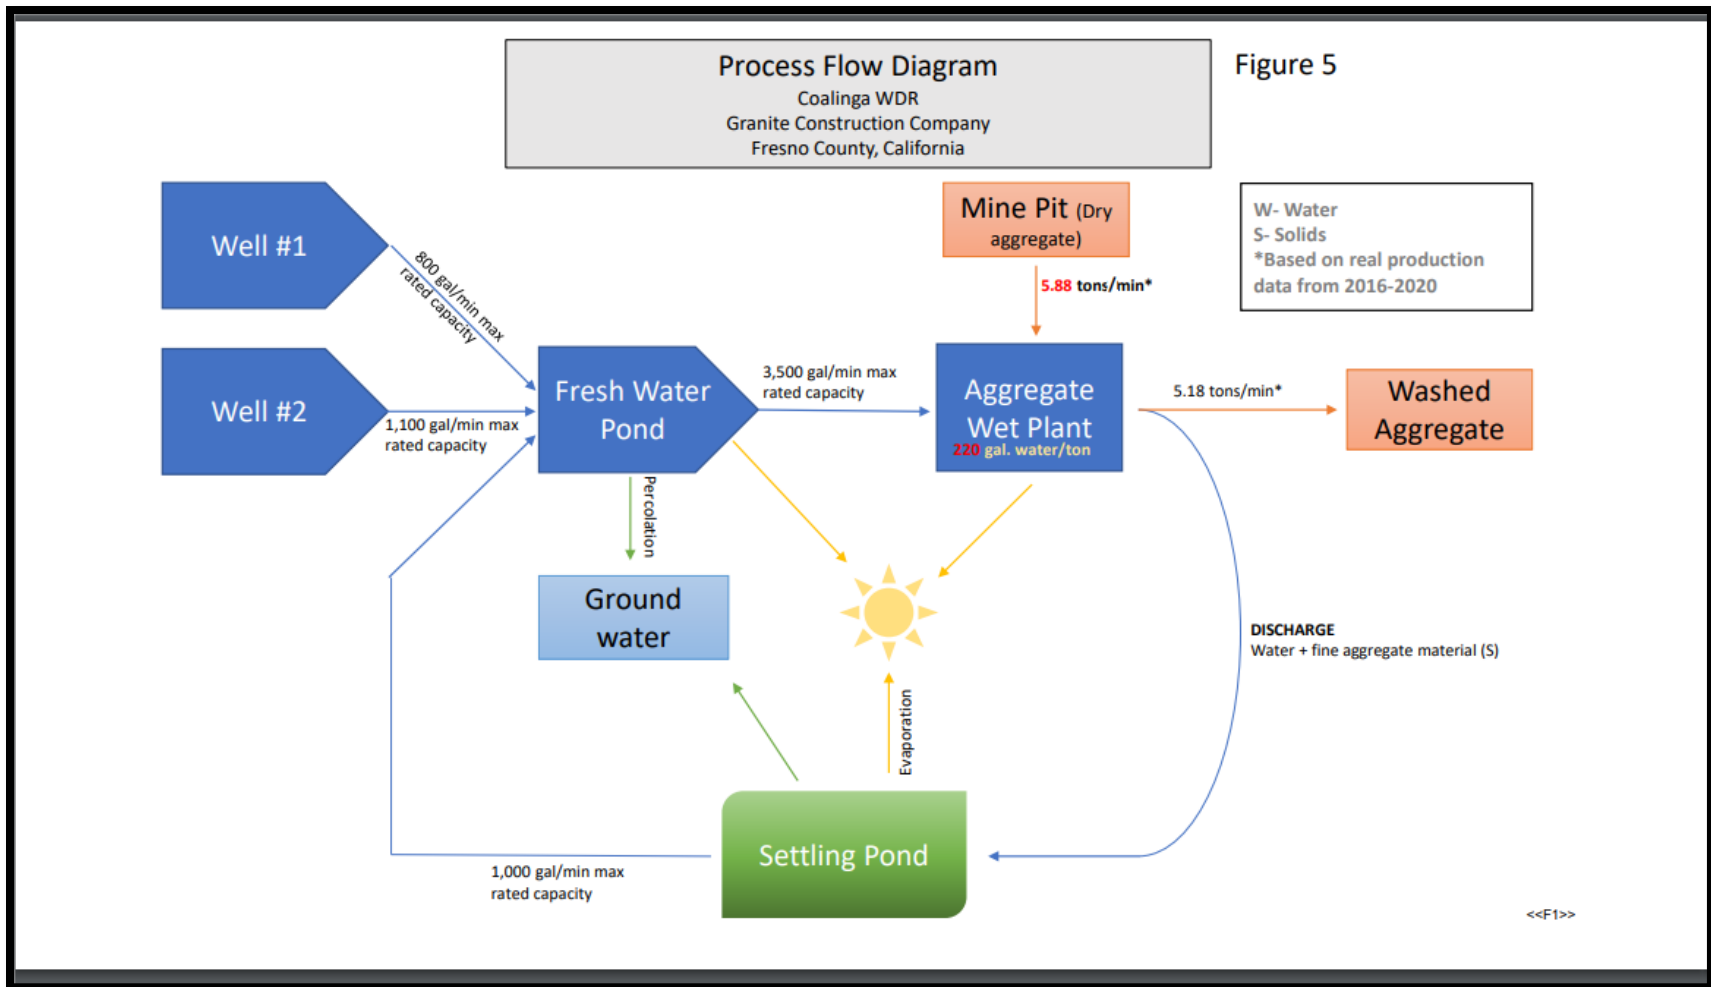 Process Flow Diagram
Coalinga WDR
Granite Construction Company
Fresno County, California
Figure 5
W- Water
S- Solids
*Based on real production
data from 2016-2020
Well #1
800 gal/min max
rated capacity
Well #2
1,100 gal/min max
rated capacity
Fresh Water
Pond
3,500 gal/min max
rated capacity
Mine Pit (Dry
aggregate)
5.88 tons/min*
Aggregate
Wet Plant
220 gal. water/ton
5.18 tons/min*
Washed
Aggregate
Percolation
Ground
water
DISCHARGE
Water + fine aggregate material (S)
Evaporation
Settling Pond
1,000 gal/min max
rated capacity
<<F1>>